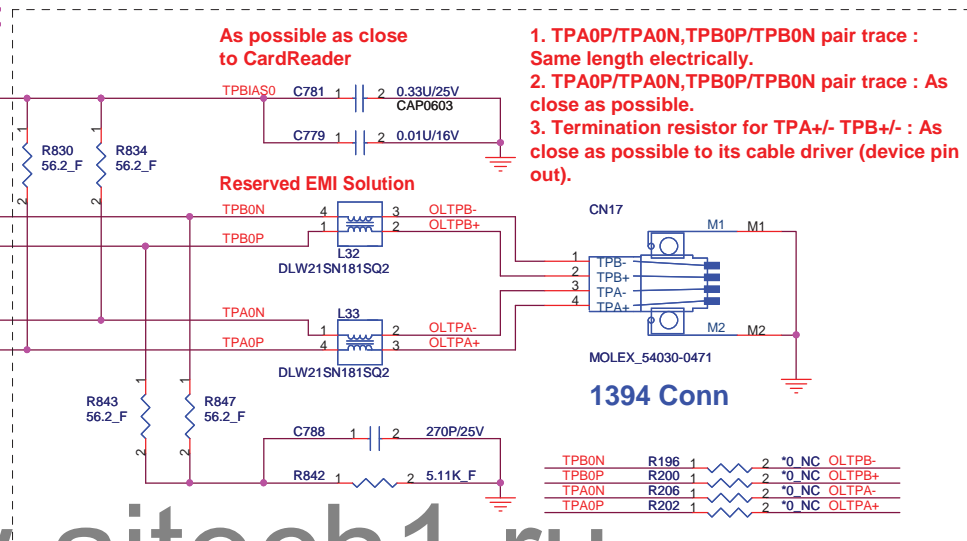 As possible as close
to CardReader
1. TPA0P/TPA0N,TPB0P/TPB0N pair trace :
Same length electrically.
2. TPA0P/TPA0N,TPB0P/TPB0N pair trace : As
close as possible.
3. Termination resistor for TPA+/- TPB+/- : As
close as possible to its cable driver (device pin
out).
TPBIAS0 C781 1 2 0.33U/25V
CAP0603
C779 1 2 0.01U/16V
1 1
R830 R834
56.2_F 56.2_F
2 2
Reserved EMI Solution
TPB0N 4 3 OLTPB-
TPB0P 1 2 OLTPB+
L32
DLW21SN181SQ2
CN17
M1 M1
1 TPB-
2 TPB+
3 TPA-
4 TPA+
M2 M2
MOLEX_54030-0471
1394 Conn
L33
TPA0N 1 2 OLTPA-
TPA0P 4 3 OLTPA+
DLW21SN181SQ2
1 1
R843 R847
56.2_F 56.2_F
2 2
C788 1 2 270P/25V
R842 1 2 5.11K_F
TPB0N R196 1 2 *0_NC OLTPB-
TPB0P R200 1 2 *0_NC OLTPB+
TPA0N R206 1 2 *0_NC OLTPA-
TPA0P R202 1 2 *0_NC OLTPA+